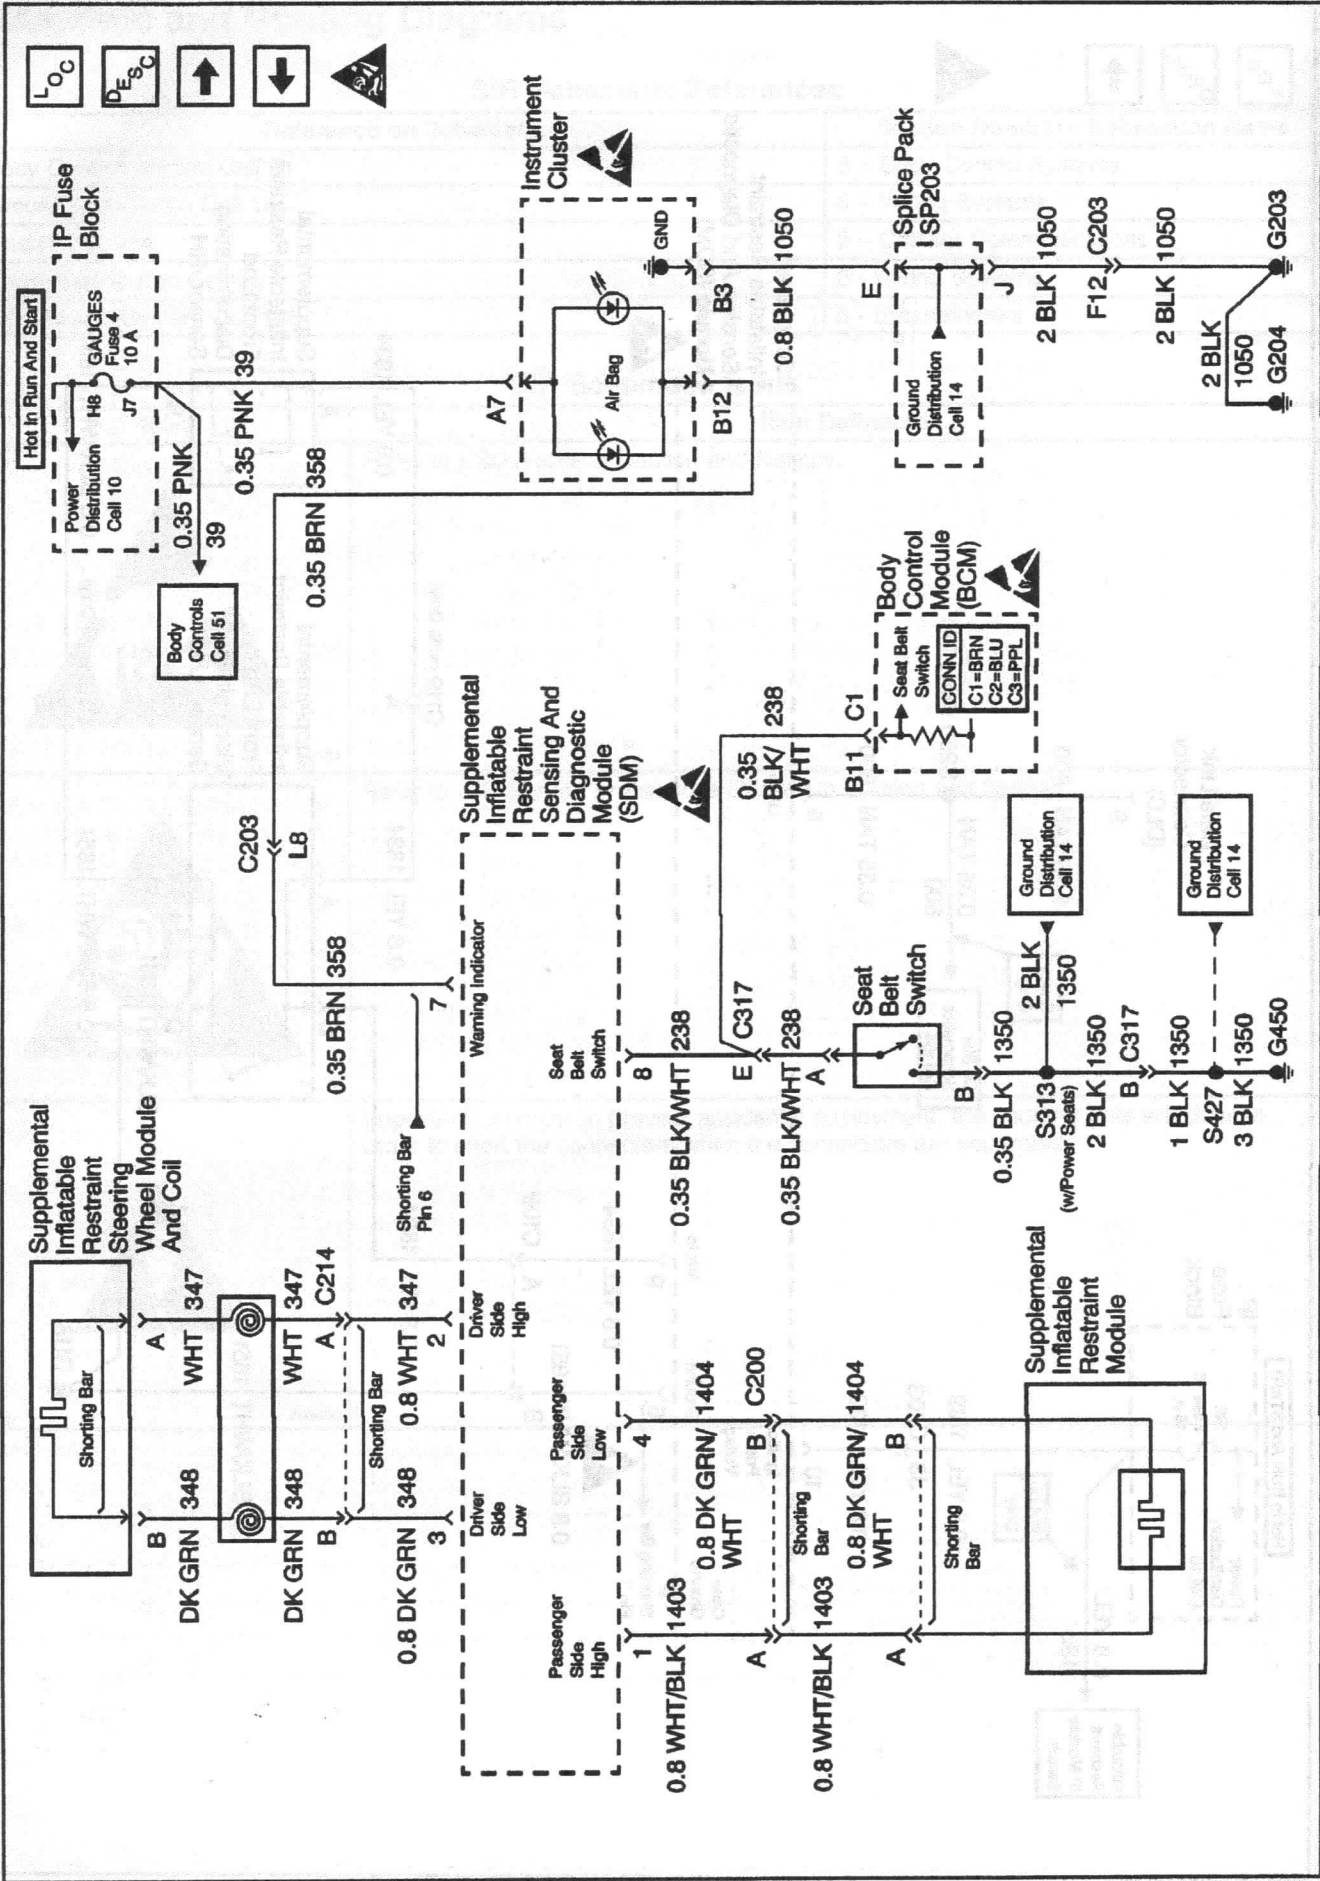 LOC
DESC
Hot In Run And Start
IP Fuse
Block
Power
Distribution
Cell 10
H8
GAUGES
Fuse 4
10 A
J7
0.35 PNK
39
0.35 PNK 39
Body
Controls
Cell 51
A7
Instrument
Cluster
Air Bag
GND
B12
B3
0.35 BRN 358
0.8 BLK 1050
E
Splice Pack
SP203
Ground
Distribution
Cell 14
J
2 BLK 1050
F12 C203
2 BLK 1050
2 BLK
1050
G204
G203
C203
L8
0.35 BRN 358
Shorting Bar
Pin 6
7
Supplemental
Inflatable
Restraint
Steering
Wheel Module
And Coil
Shorting Bar
B
A
DK GRN 348
WHT 347
DK GRN 348
WHT 347
B
A C214
Shorting Bar
0.8 DK GRN 348
0.8 WHT 347
3
2
Supplemental
Inflatable
Restraint
Sensing And
Diagnostic
Module
(SDM)
Driver
Side
Low
Driver
Side
High
Warning Indicator
Passenger
Side
High
Passenger
Side
Low
Seat
Belt
Switch
1
4
8
0.8 WHT/BLK 1403
0.8 DK GRN/ 1404
WHT
A
B C200
Shorting
Bar
0.8 WHT/BLK 1403
0.8 DK GRN/ 1404
WHT
A
B
Shorting
Bar
Supplemental
Inflatable
Restraint
Module
0.35 BLK/WHT 238
E C317
0.35 BLK/WHT 238
A
Seat
Belt
Switch
B
0.35 BLK 1350
S313
(w/Power Seats)
2 BLK
1350
Ground
Distribution
Cell 14
2 BLK 1350
B C317
1 BLK 1350
S427
Ground
Distribution
Cell 14
3 BLK 1350
G450
0.35
BLK/ 238
WHT
B11 C1
Body
Control
Module
(BCM)
Seat Belt
Switch
CONN ID
C1=BRN
C2=BLU
C3=PPL